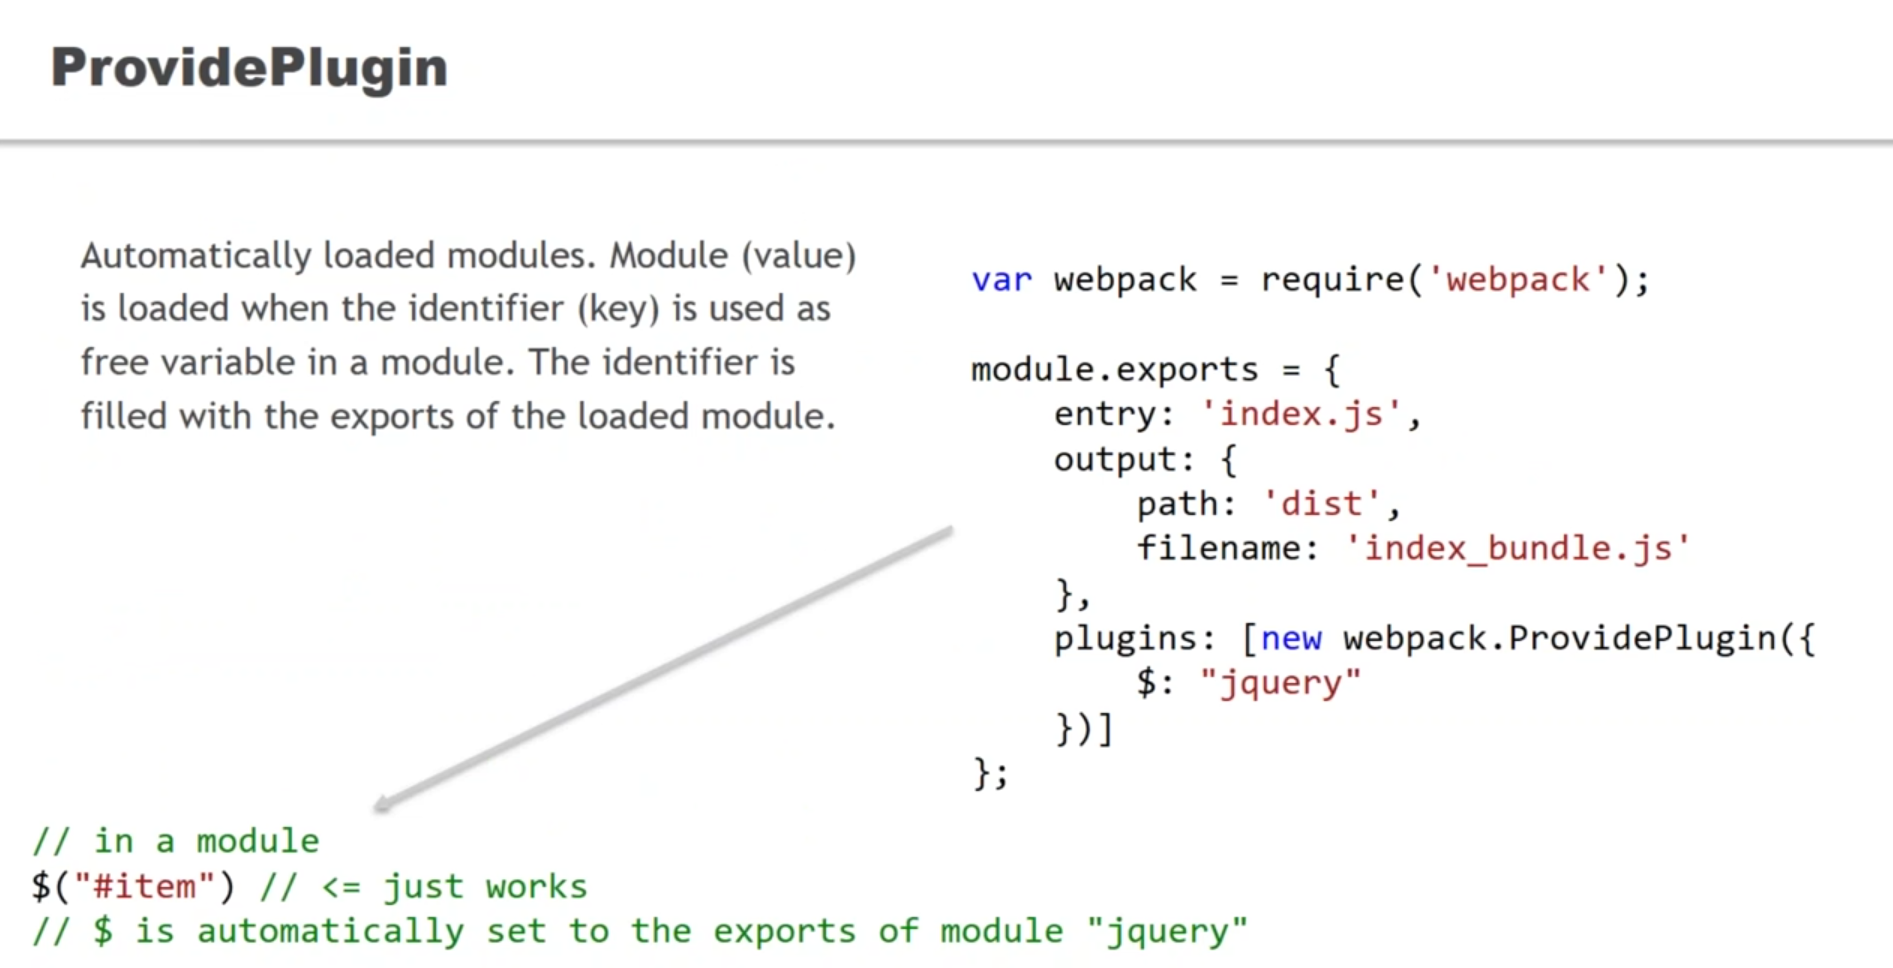 ProvidePlugin
Automatically loaded modules. Module (value)
is loaded when the identifier (key) is used as
free variable in a module. The identifier is
filled with the exports of the loaded module.
var webpack = require('webpack');
module.exports = {
    entry: 'index.js',
    output: {
        path: 'dist',
        filename: 'index_bundle.js'
    },
    plugins: [new webpack.ProvidePlugin({
        $: "jquery"
    })]
};
// in a module
$("#item") // <= just works
// $ is automatically set to the exports of module "jquery"